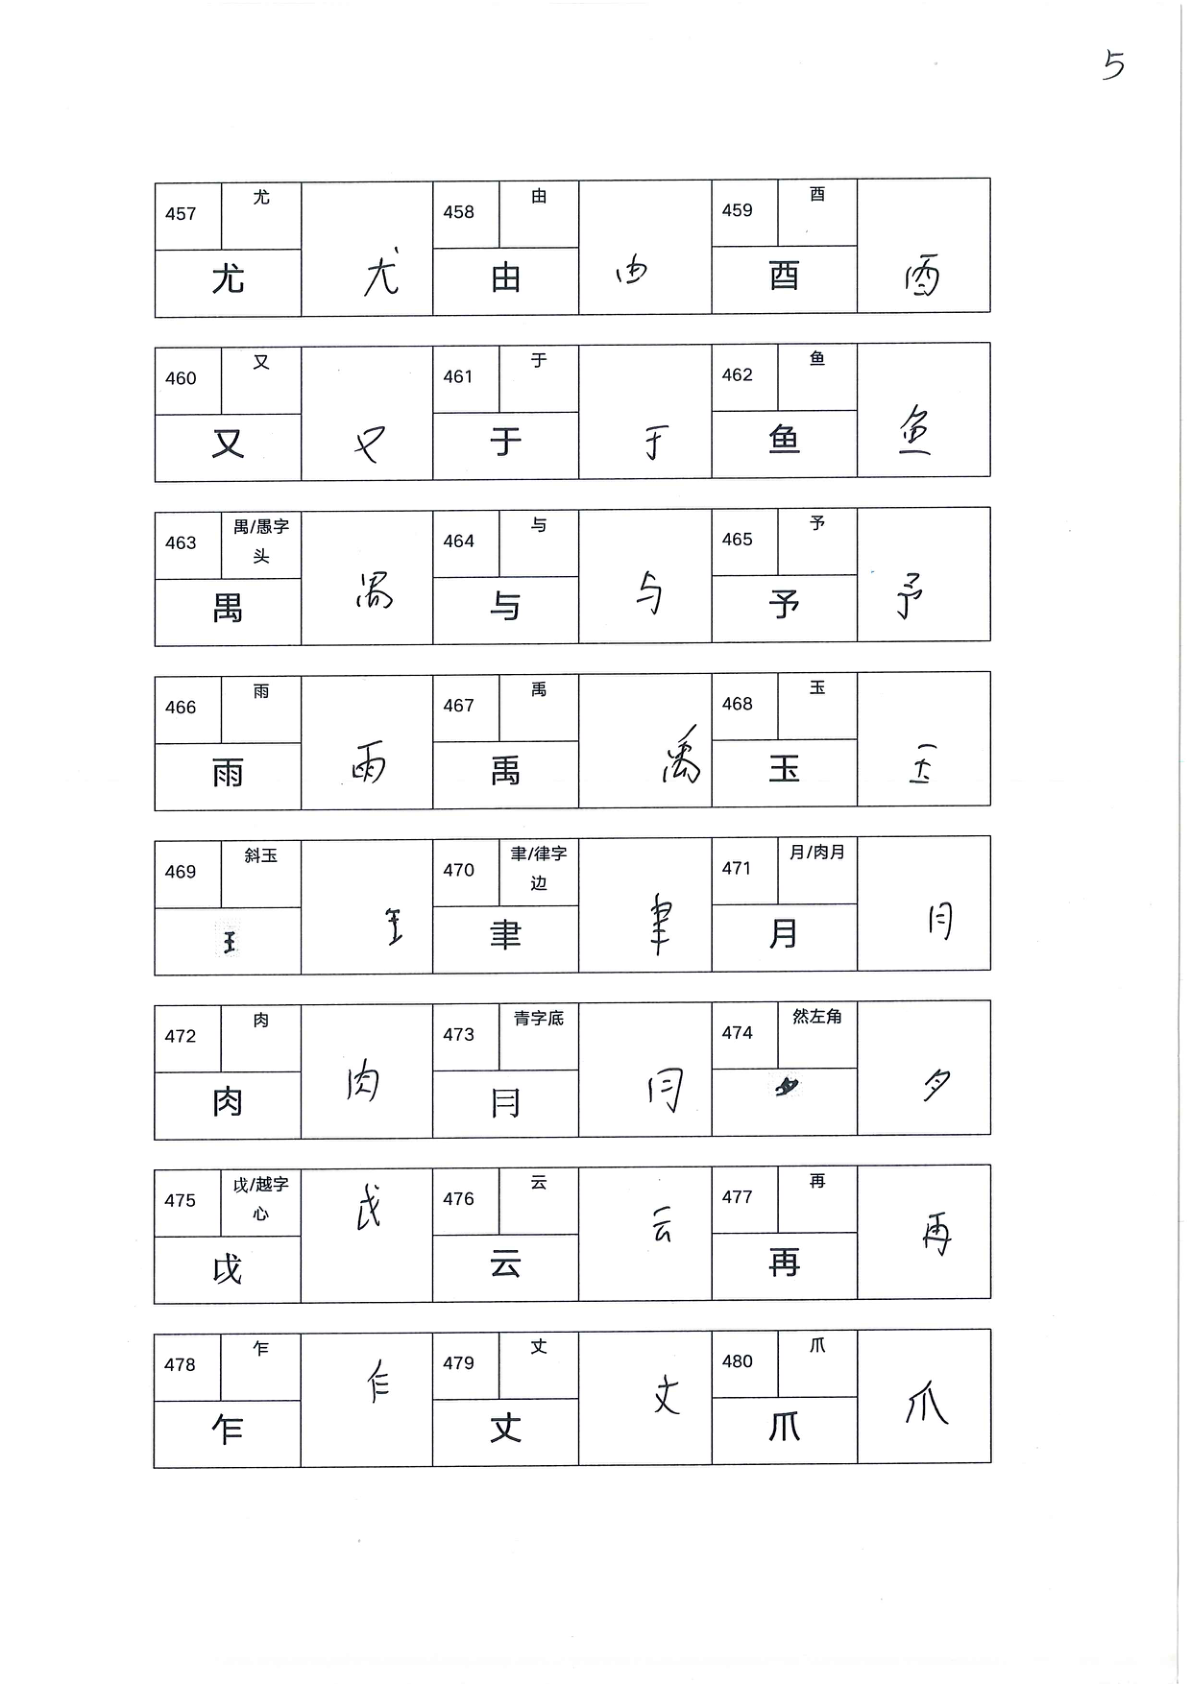 5
457 尤 尤 尤 458 由 由 由 459 酉 酉 酉
460 又 又 又 461 于 于 于 462 鱼 鱼 鱼
463 禺/愚字头 禺 禺 464 与 与 与 465 予 予 予
466 雨 雨 雨 467 禹 禹 禹 468 玉 玉 玉
469 斜玉 𤣩 𤣩 470 聿/律字边 聿 聿 471 月/肉月 月 月
472 肉 肉 肉 473 青字底 冃 冃 474 然左角 夕
475 戉/越字心 戉 戉 476 云 云 云 477 再 再 再
478 乍 乍 乍 479 丈 丈 丈 480 爪 爪 爪